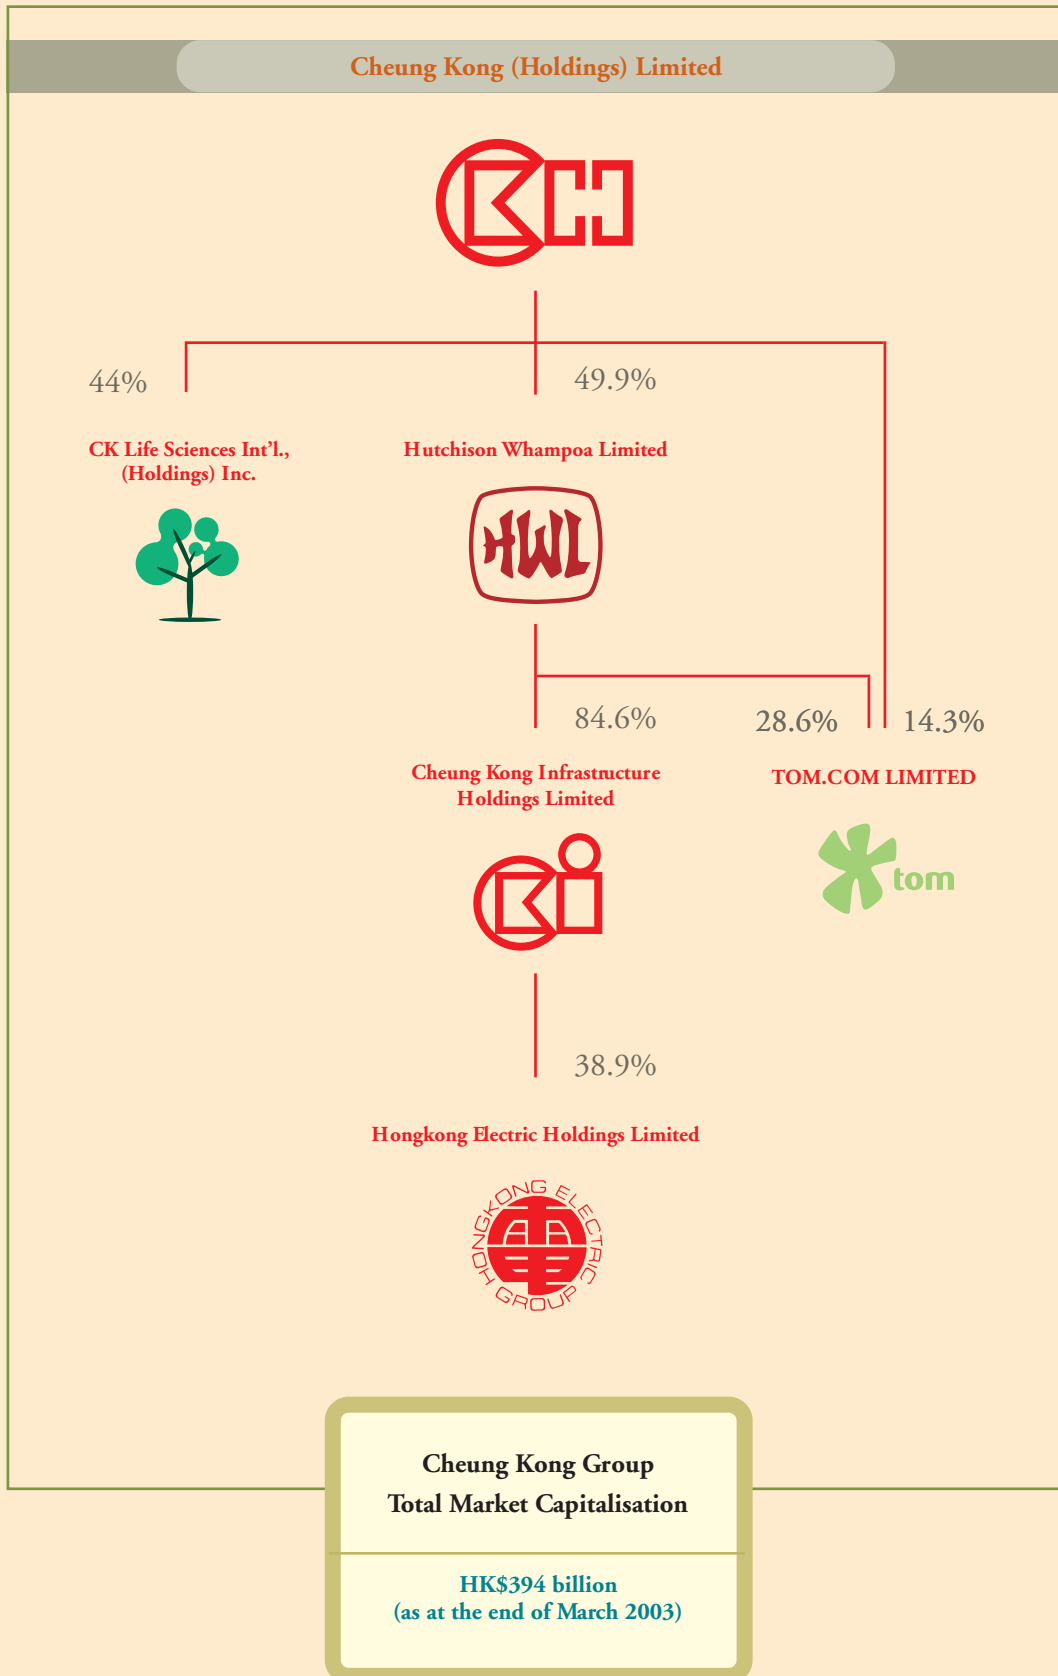 Cheung Kong (Holdings) Limited
44%
49.9%
CK Life Sciences Int’l.,
(Holdings) Inc.
Hutchison Whampoa Limited
HWL
84.6%
28.6%
14.3%
Cheung Kong Infrastructure
Holdings Limited
TOM.COM LIMITED
tom
38.9%
Hongkong Electric Holdings Limited
HONGKONG ELECTRIC
GROUP
Cheung Kong Group
Total Market Capitalisation
HK$394 billion
(as at the end of March 2003)